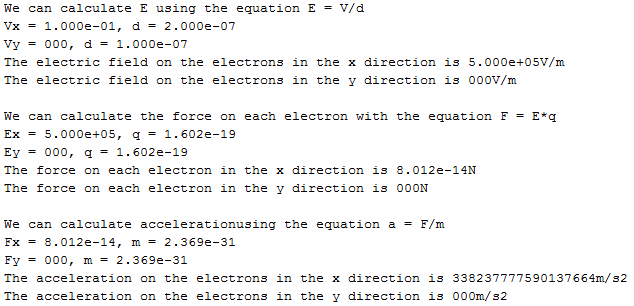 We can calculate E using the equation E = V/d
Vx = 1.000e-01, d = 2.000e-07
Vy = 000, d = 1.000e-07
The electric field on the electrons in the x direction is 5.000e+05V/m
The electric field on the electrons in the y direction is 000V/m
We can calculate the force on each electron with the equation F = E*q
Ex = 5.000e+05, q = 1.602e-19
Ey = 000, q = 1.602e-19
The force on each electron in the x direction is 8.012e-14N
The force on each electron in the y direction is 000N
We can calculate accelerationusing the equation a = F/m
Fx = 8.012e-14, m = 2.369e-31
Fy = 000, m = 2.369e-31
The acceleration on the electrons in the x direction is 338237777590137664m/s2
The acceleration on the electrons in the y direction is 000m/s2